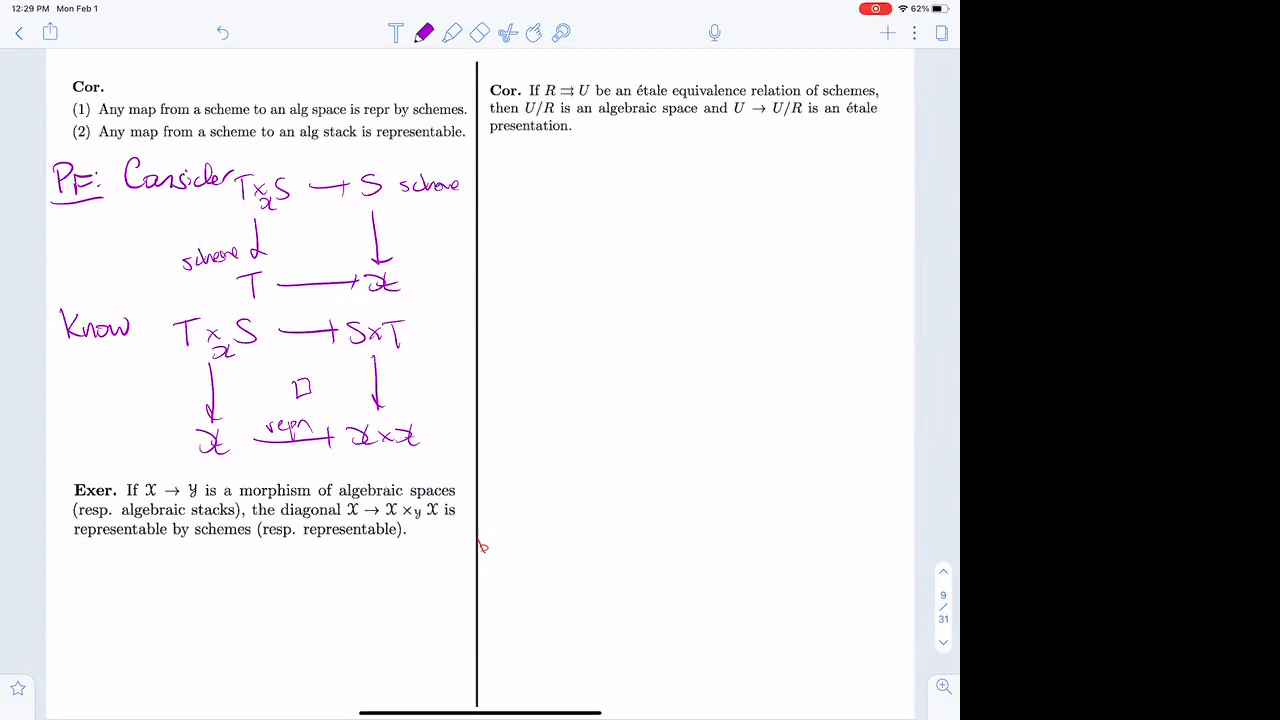 12:29 PM Mon Feb 1
62%
Cor.
(1) Any map from a scheme to an alg space is repr by schemes.
(2) Any map from a scheme to an alg stack is representable.
PF: Consider T ×_𝒳 S → S scheme
scheme
T → 𝒳
Know T ×_𝒳 S → S×T
□
𝒳 repn→ 𝒳×𝒳
Exer. If 𝒳 → 𝒴 is a morphism of algebraic spaces
(resp. algebraic stacks), the diagonal 𝒳 → 𝒳 ×_𝒴 𝒳 is
representable by schemes (resp. representable).
Cor. If R ⇉ U be an étale equivalence relation of schemes,
then U/R is an algebraic space and U → U/R is an étale
presentation.
9
/
31